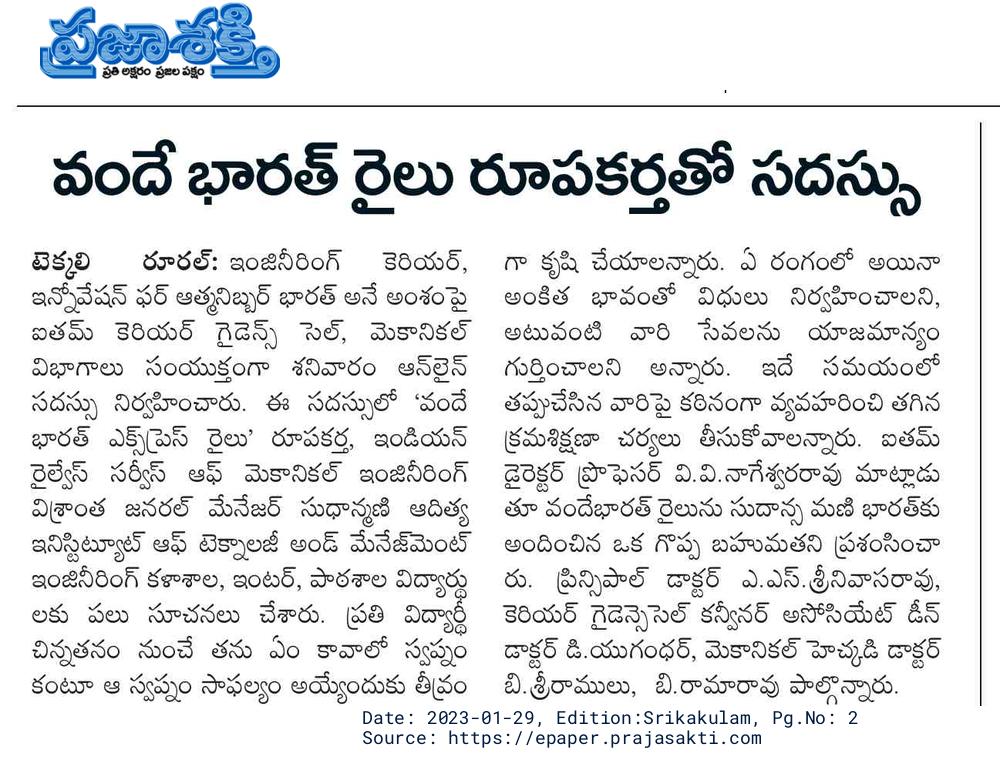 ప్రజాశక్తి
ప్రతి అక్షరం ప్రజల పక్షం
వందే భారత్ రైలు రూపకర్తతో సదస్సు
టెక్కలి రూరల్: ఇంజినీరింగ్ కెరియర్,
ఇన్నోవేషన్ ఫర్ ఆత్మనిబ్బర్ భారత్ అనే అంశంపై
ఐతమ్ కెరియర్ గైడెన్స్ సెల్, మెకానికల్
విభాగాలు సంయుక్తంగా శనివారం ఆన్‌లైన్
సదస్సు నిర్వహించారు. ఈ సదస్సులో ‘వందే
భారత్ ఎక్స్‌ప్రెస్ రైలు’ రూపకర్త, ఇండియన్
రైల్వేస్ సర్వీస్ ఆఫ్ మెకానికల్ ఇంజినీరింగ్
విశ్రాంత జనరల్ మేనేజర్ సుధాన్మణి ఆదిత్య
ఇనిస్టిట్యూట్ ఆఫ్ టెక్నాలజీ అండ్ మేనేజ్‌మెంట్
ఇంజినీరింగ్ కళాశాల, ఇంటర్, పాఠశాల విద్యార్థు
లకు పలు సూచనలు చేశారు. ప్రతి విద్యార్థీ
చిన్నతనం నుంచే తను ఏం కావాలో స్వప్నం
కంటూ ఆ స్వప్నం సాఫల్యం అయ్యేందుకు తీవ్రం
గా కృషి చేయాలన్నారు. ఏ రంగంలో అయినా
అంకిత భావంతో విధులు నిర్వహించాలని,
అటువంటి వారి సేవలను యాజమాన్యం
గుర్తించాలని అన్నారు. ఇదే సమయంలో
తప్పుచేసిన వారిపై కఠినంగా వ్యవహరించి తగిన
క్రమశిక్షణా చర్యలు తీసుకోవాలన్నారు. ఐతమ్
డైరెక్టర్ ప్రొఫెసర్ వి.వి.నాగేశ్వరరావు మాట్లాడు
తూ వందేభారత్ రైలును సుదాన్స మణి భారత్‌కు
అందించిన ఒక గొప్ప బహుమతని ప్రశంసించా
రు. ప్రిన్సిపాల్ డాక్టర్ ఎ.ఎస్.శ్రీనివాసరావు,
కెరియర్ గైడెన్సెసెల్ కన్వీనర్ అసోసియేట్ డీన్
డాక్టర్ డి.యుగంధర్, మెకానికల్ హెచ్కడి డాక్టర్
బి.శ్రీరాములు, బి.రామారావు పాల్గొన్నారు.
Date: 2023-01-29, Edition:Srikakulam, Pg.No: 2
Source: https://epaper.prajasakti.com